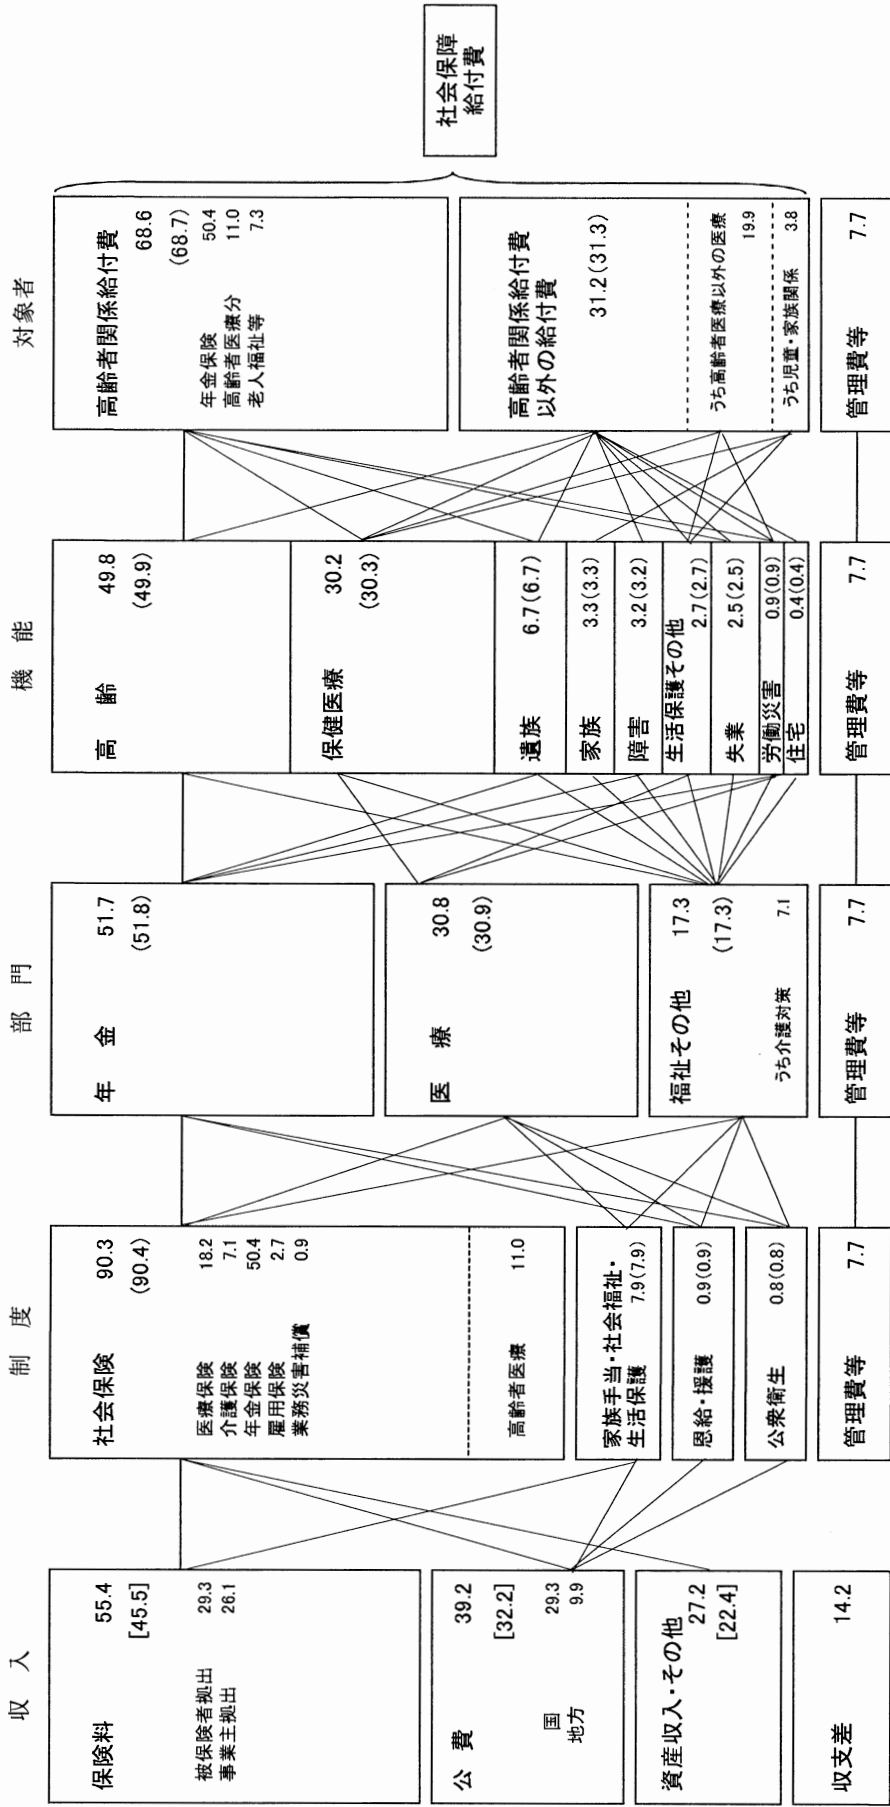 収 入
保険料 55.4
[45.5]
被保険者拠出 29.3
事業主拠出 26.1
公 費 39.2
[32.2]
国 29.3
地方 9.9
資産収入・その他
27.2
[22.4]
収支差 14.2
制 度
社会保険 90.3
(90.4)
医療保険 18.2
介護保険 7.1
年金保険 50.4
雇用保険 2.7
業務災害補償 0.9
高齢者医療 11.0
家族手当・社会福祉・
生活保護 7.9(7.9)
恩給・援護 0.9(0.9)
公衆衛生 0.8(0.8)
管理費等 7.7
部 門
年 金 51.7
(51.8)
医 療 30.8
(30.9)
福祉その他 17.3
(17.3)
うち介護対策 7.1
管理費等 7.7
機 能
高 齢 49.8
(49.9)
保健医療 30.2
(30.3)
遺族 6.7(6.7)
家族 3.3(3.3)
障害 3.2(3.2)
生活保護その他
2.7(2.7)
失業 2.5(2.5)
労働災害 0.9(0.9)
住宅 0.4(0.4)
管理費等 7.7
対象者
高齢者関係給付費
68.6
(68.7)
年金保険 50.4
高齢者医療分 11.0
老人福祉等 7.3
高齢者関係給付費
以外の給付費
31.2(31.3)
うち高齢者医療以外の医療
19.9
うち児童・家族関係
3.8
管理費等 7.7
社会保障
給付費